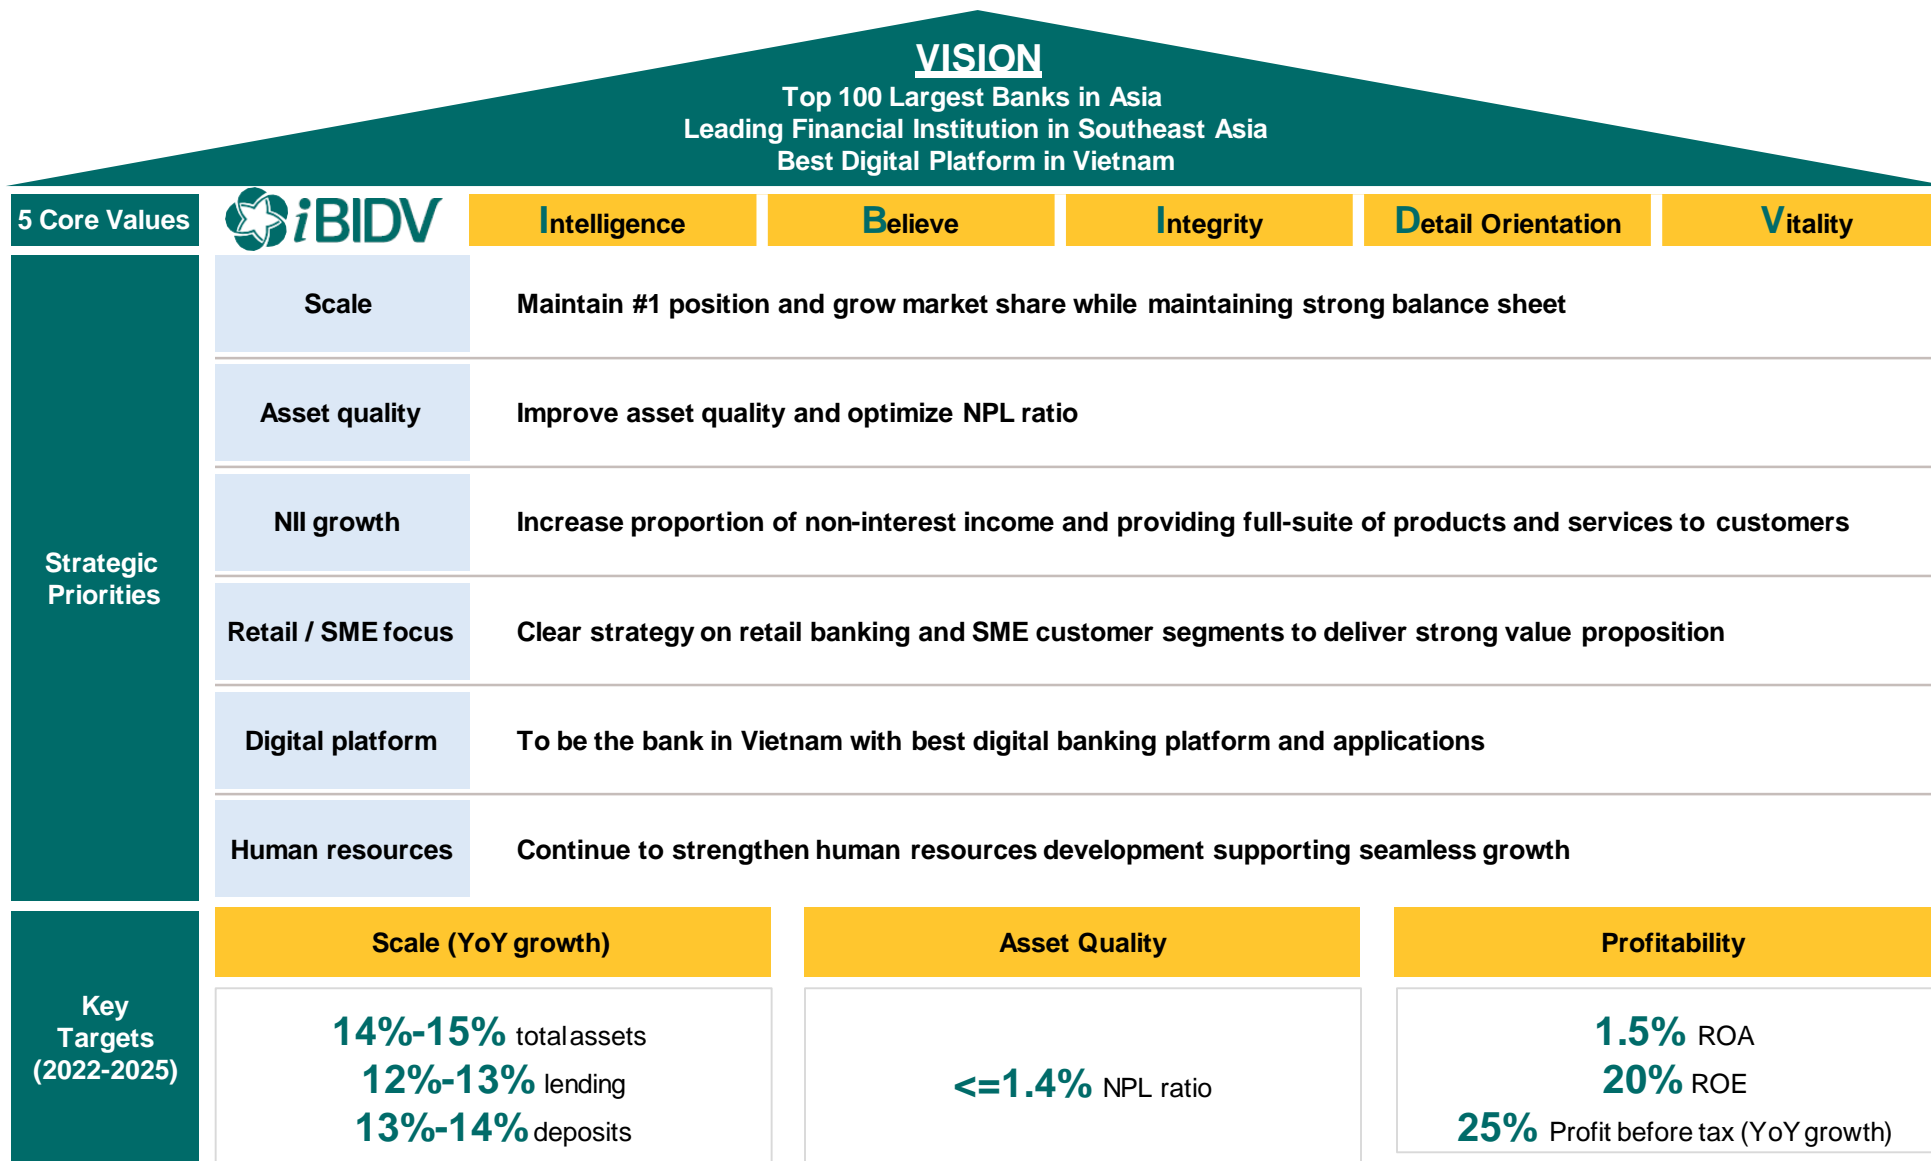 VISION
Top 100 Largest Banks in Asia
Leading Financial Institution in Southeast Asia
Best Digital Platform in Vietnam
5 Core Values
iBIDV
Intelligence
Believe
Integrity
Detail Orientation
Vitality
Strategic
Priorities
Scale
Maintain #1 position and grow market share while maintaining strong balance sheet
Asset quality
Improve asset quality and optimize NPL ratio
NII growth
Increase proportion of non-interest income and providing full-suite of products and services to customers
Retail / SME focus
Clear strategy on retail banking and SME customer segments to deliver strong value proposition
Digital platform
To be the bank in Vietnam with best digital banking platform and applications
Human resources
Continue to strengthen human resources development supporting seamless growth
Key
Targets
(2022-2025)
Scale (YoY growth)
14%-15% total assets
12%-13% lending
13%-14% deposits
Asset Quality
<=1.4% NPL ratio
Profitability
1.5% ROA
20% ROE
25% Profit before tax (YoY growth)